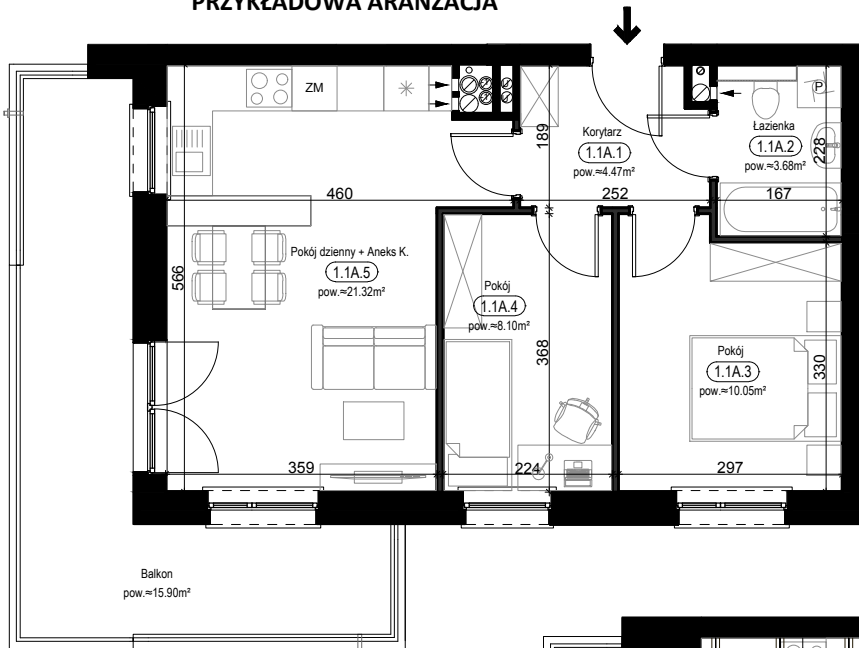 PRZYKŁADOWA ARANŻACJA
ZM
P
Korytarz
1.1A.1
pow.≈4.47m²
189
252
Łazienka
1.1A.2
pow.≈3.68m²
228
167
460
Pokój dzienny + Aneks K.
1.1A.5
pow.≈21.32m²
566
359
Pokój
1.1A.4
pow.≈8.10m²
368
224
Pokój
1.1A.3
pow.≈10.05m²
330
297
Balkon
pow.≈15.90m²